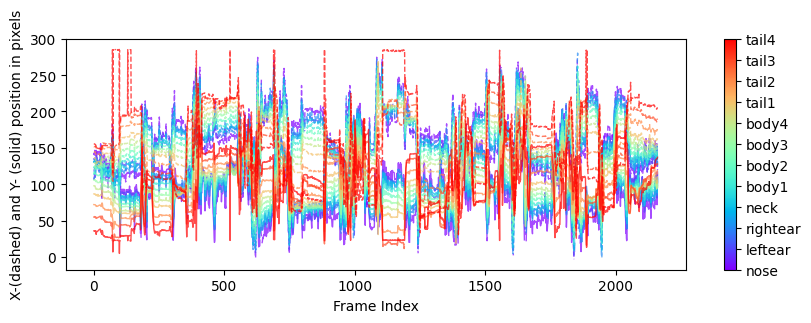 X-(dashed) and Y- (solid) position in pixels
300
250
200
150
100
50
0
0 500 1000 1500 2000
Frame Index
tail4
tail3
tail2
tail1
body4
body3
body2
body1
neck
rightear
leftear
nose